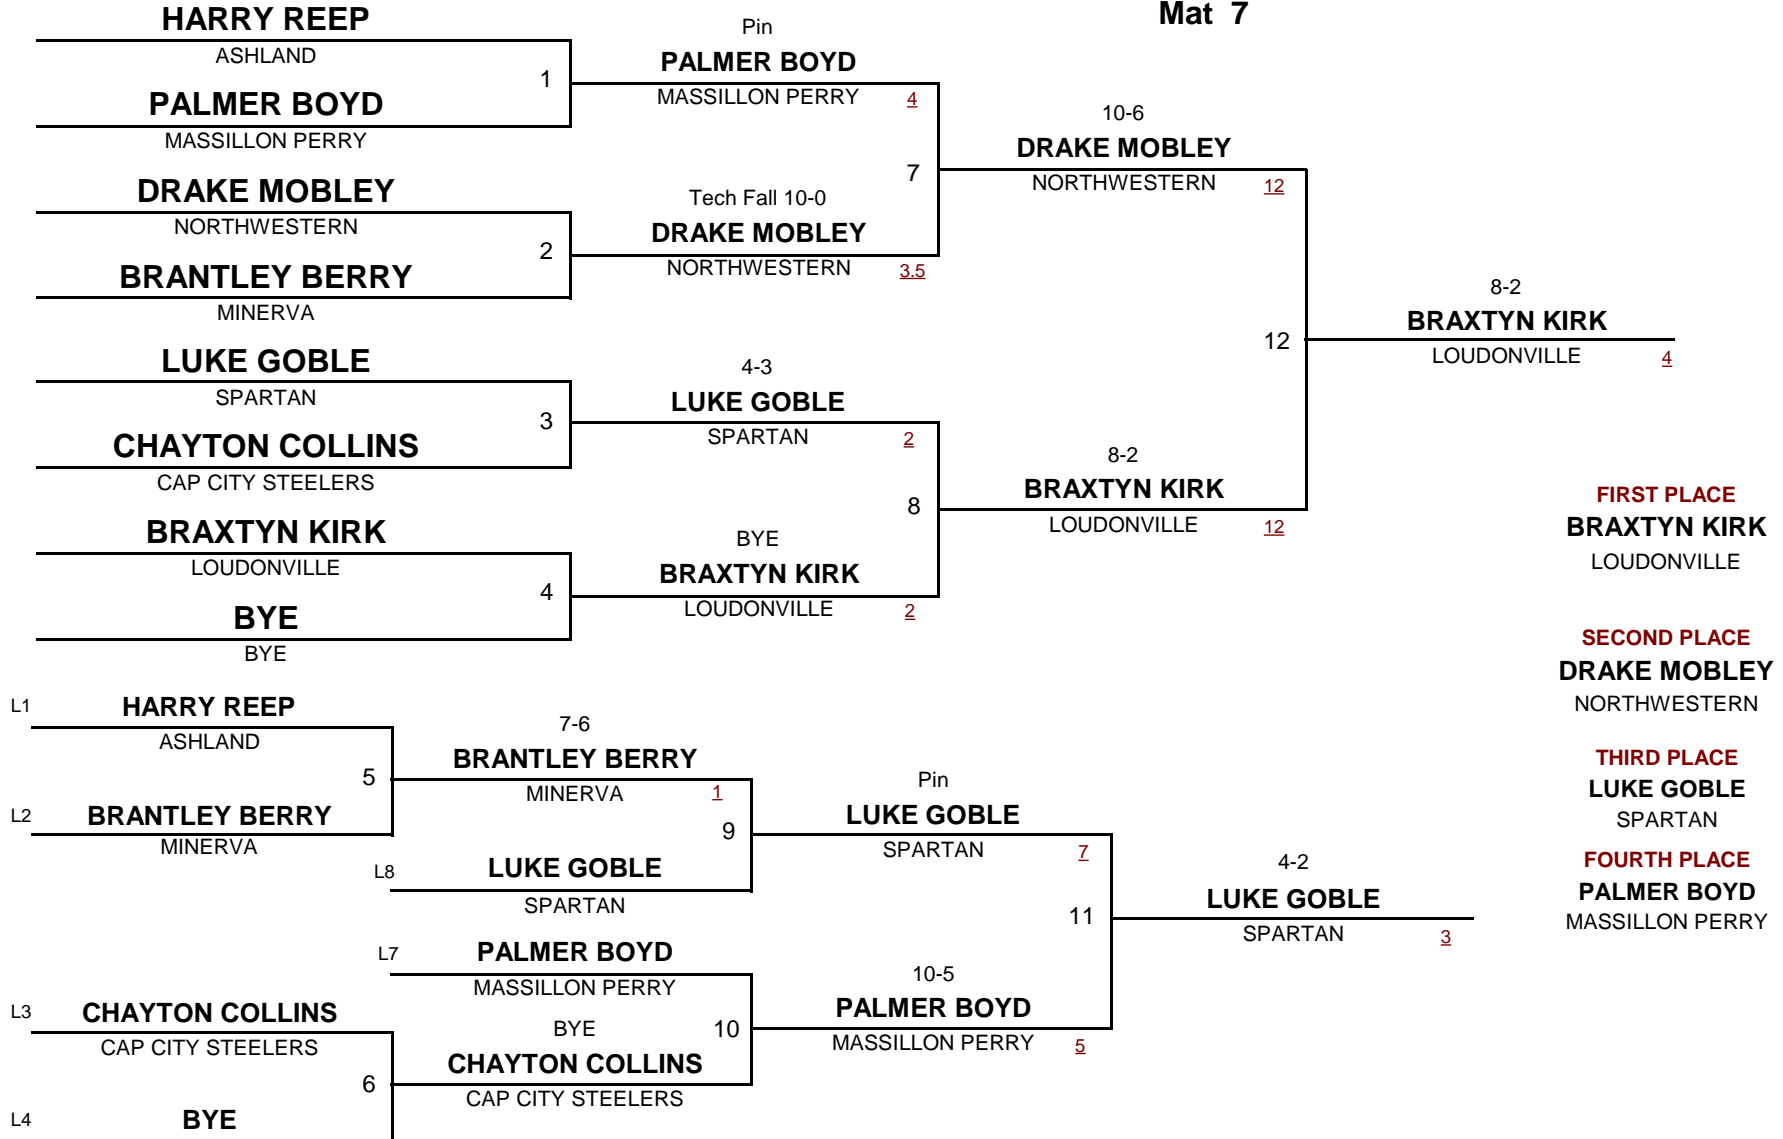 Mat 7
HARRY REEP
ASHLAND
1
PALMER BOYD
MASSILLON PERRY
DRAKE MOBLEY
NORTHWESTERN
2
BRANTLEY BERRY
MINERVA
LUKE GOBLE
SPARTAN
3
CHAYTON COLLINS
CAP CITY STEELERS
BRAXTYN KIRK
LOUDONVILLE
4
BYE
BYE
Pin
PALMER BOYD
MASSILLON PERRY 4
7
Tech Fall 10-0
DRAKE MOBLEY
NORTHWESTERN 3.5
4-3
LUKE GOBLE
SPARTAN 2
8
BYE
BRAXTYN KIRK
LOUDONVILLE 2
10-6
DRAKE MOBLEY
NORTHWESTERN 12
12
8-2
BRAXTYN KIRK
LOUDONVILLE 12
8-2
BRAXTYN KIRK
LOUDONVILLE 4
L1 HARRY REEP
ASHLAND
5
L2 BRANTLEY BERRY
MINERVA
7-6
BRANTLEY BERRY
MINERVA 1
9
L8 LUKE GOBLE
SPARTAN
L7 PALMER BOYD
MASSILLON PERRY
10
L3 CHAYTON COLLINS
CAP CITY STEELERS
6
L4 BYE
BYE
CHAYTON COLLINS
CAP CITY STEELERS
Pin
LUKE GOBLE
SPARTAN 7
11
10-5
PALMER BOYD
MASSILLON PERRY 5
4-2
LUKE GOBLE
SPARTAN 3
FIRST PLACE
BRAXTYN KIRK
LOUDONVILLE
SECOND PLACE
DRAKE MOBLEY
NORTHWESTERN
THIRD PLACE
LUKE GOBLE
SPARTAN
FOURTH PLACE
PALMER BOYD
MASSILLON PERRY